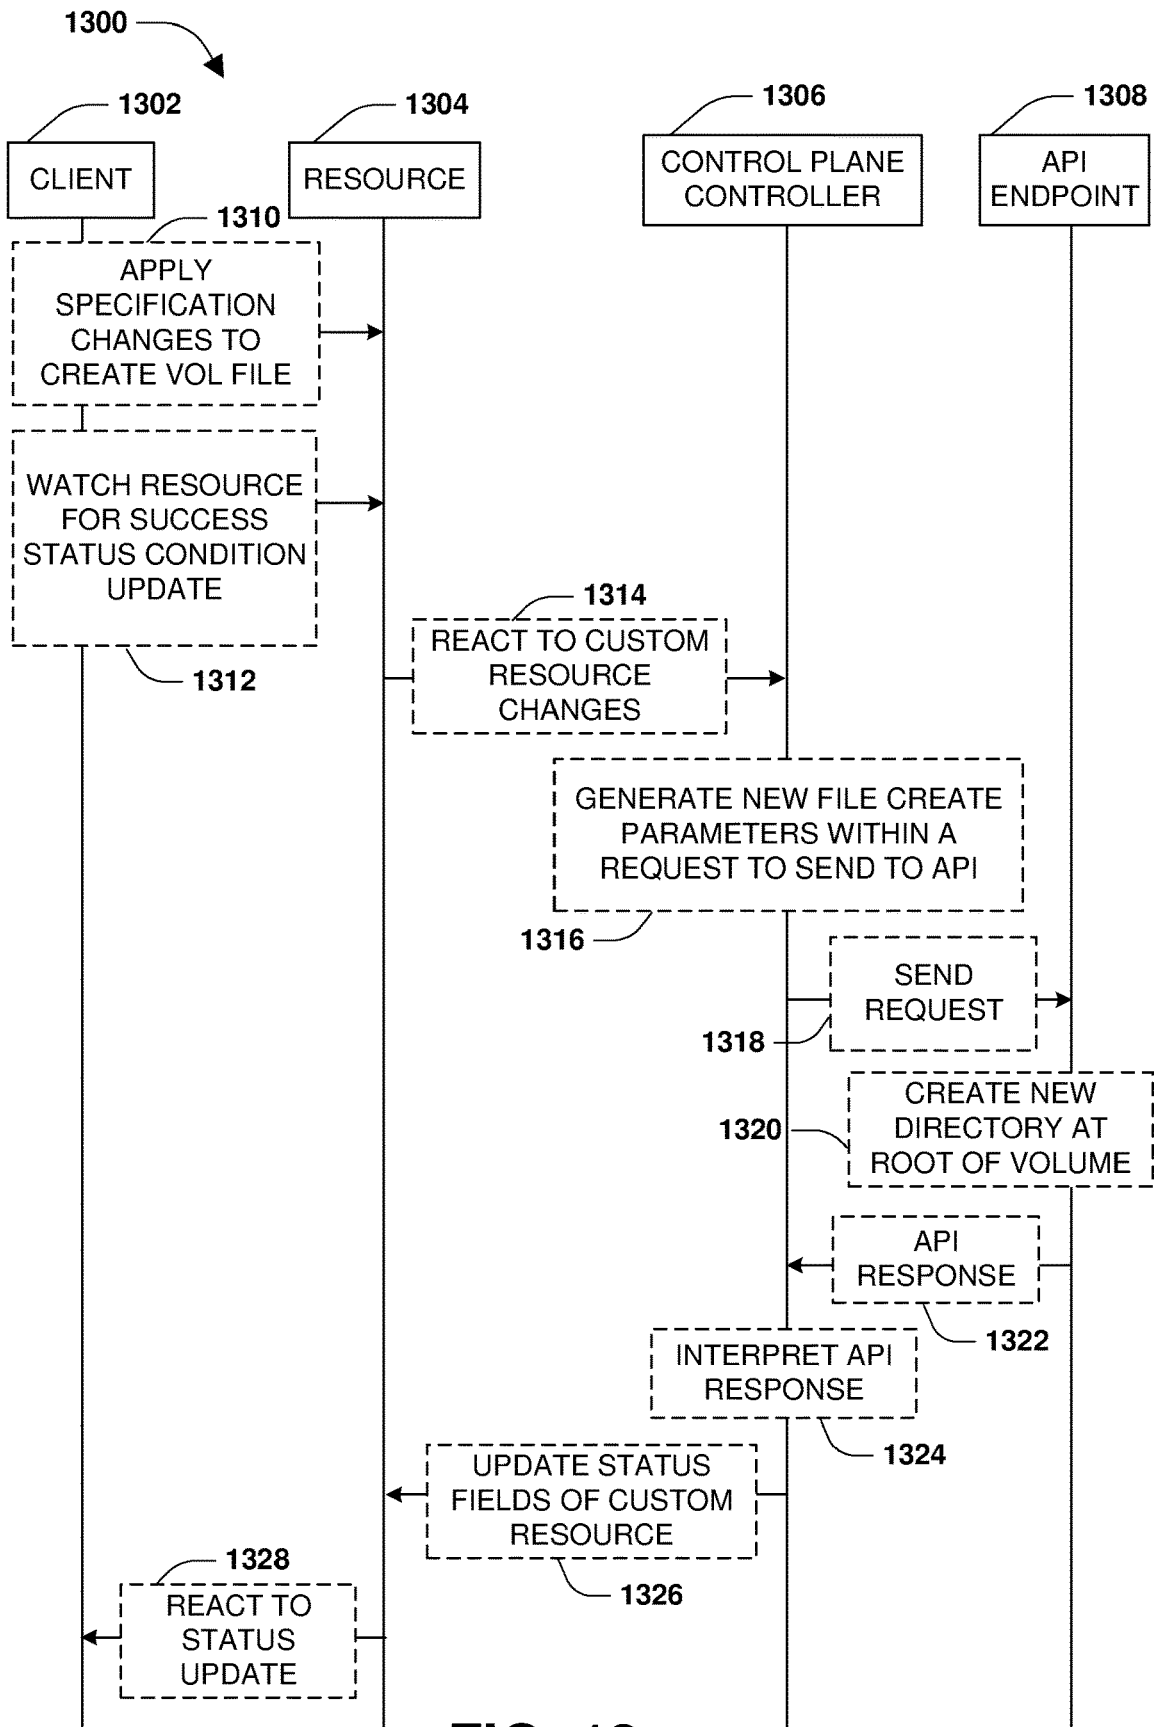 1300
1302
1304
1306
1308
CLIENT
RESOURCE
CONTROL PLANE
CONTROLLER
API
ENDPOINT
1310
APPLY
SPECIFICATION
CHANGES TO
CREATE VOL FILE
WATCH RESOURCE
FOR SUCCESS
STATUS CONDITION
UPDATE
1312
1314
REACT TO CUSTOM
RESOURCE
CHANGES
GENERATE NEW FILE CREATE
PARAMETERS WITHIN A
REQUEST TO SEND TO API
1316
SEND
REQUEST
1318
CREATE NEW
DIRECTORY AT
ROOT OF VOLUME
1320
API
RESPONSE
1322
INTERPRET API
RESPONSE
1324
UPDATE STATUS
FIELDS OF CUSTOM
RESOURCE
1326
1328
REACT TO
STATUS
UPDATE